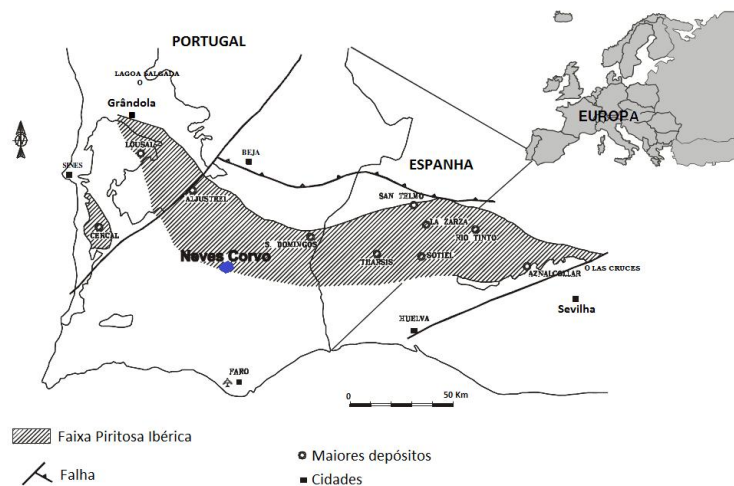 PORTUGAL
LAGOA SALGADA
Grândola
EUROPA
LOUSAL
BEJA
ESPANHA
SINES
ALJUSTREL
SAN TELMO
CERCAL
LA ZARZA
S. DOMINGOS
RIO TINTO
Neves Corvo
THARSIS
SOTIEL
AZNALCOLLAR
LAS CRUCES
Sevilha
HUELVA
FARO
0 50 Km
Faixa Piritosa Ibérica
Maiores depósitos
Falha
Cidades